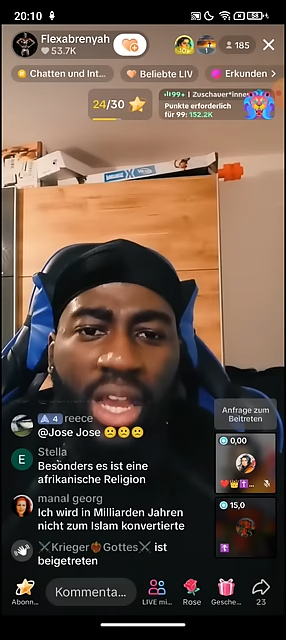 20:10
58
Flexabrenyah
53.7K
185
Chatten und Int...
Beliebte LIV
Erkunden
24/30
99+ | Zuschauer*inne
Punkte erforderlich
für 99: 152.2K
Anfrage zum
Beitreten
4 reece
@Jose Jose
0,00
E
Stella
Besonders es ist eine
afrikanische Religion
manal georg
Ich wird in Milliarden Jahren
nicht zum Islam konvertierte
15,0
Krieger Gottes ist
beigetreten
Kommenta...
Abonn...
LIVE mi...
Rose
Gesche...
23